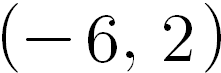 (− 6, 2)